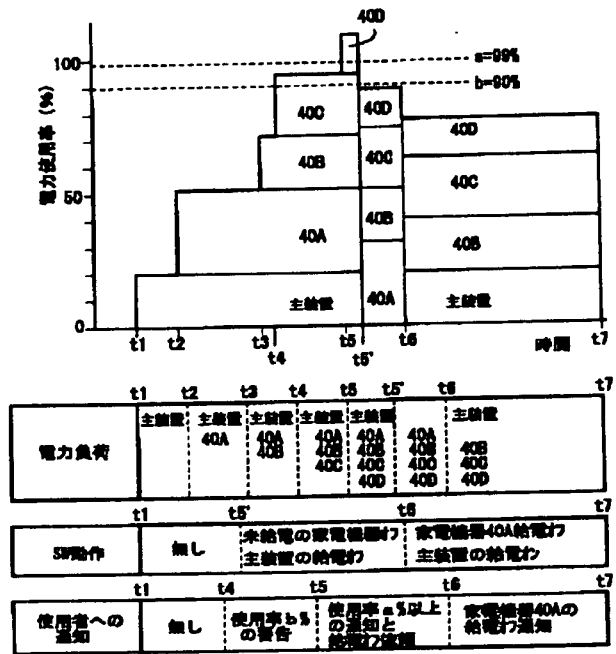 40D
a=99%
b=90%
100
50
0
電力使用率 (%)
40C
40B
40A
主装置
40D
40C
40B
40A
40D
40C
40B
主装置
t1 t2 t3 t4 t5 t5' t6 時間 t7
t1 t2 t3 t4 t5 t5' t6 t7
電力負荷
主装置
主装置
40A
主装置
40A
40B
主装置
40A
40B
40C
主装置
40A
40B
40C
40D
40A
40B
40C
40D
主装置
40B
40C
40D
t1 t5' t6 t7
SW動作
無し
未給電の家電機器オフ
主装置の給電オフ
家電機器40A給電オフ
主装置の給電オン
t1 t4 t5 t6 t7
使用者への
通知
無し
使用率b%
の警告
使用率a%以上
の通知と
給電オフ依頼
家電機器40Aの
給電オフ通知